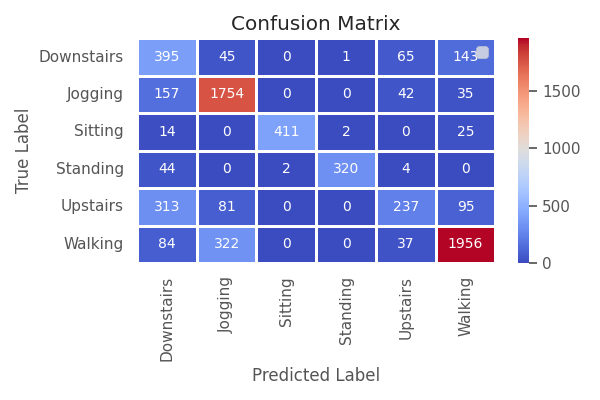 Confusion Matrix
True Label
Downstairs 395 45 0 1 65 143
Jogging 157 1754 0 0 42 35
Sitting 14 0 411 2 0 25
Standing 44 0 2 320 4 0
Upstairs 313 81 0 0 237 95
Walking 84 322 0 0 37 1956
Downstairs Jogging Sitting Standing Upstairs Walking
Predicted Label
1500
1000
500
0